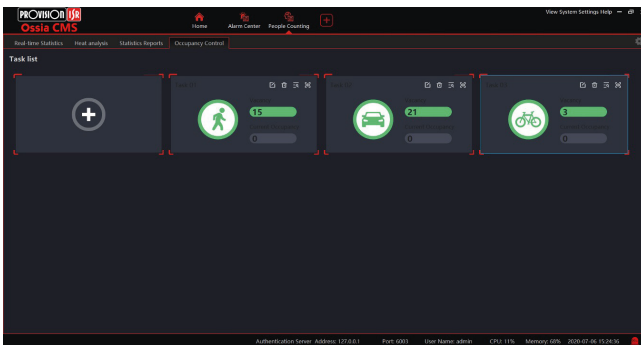 PROVISION ISR
Ossia CMS
Home
Alarm Center
People Counting
View System Settings Help
Real-time Statistics
Heat analysis
Statistics Reports
Occupancy Control
Task list
15
0
21
0
3
0
Authentication Server Address: 127.0.0.1 Port: 6003 User Name: admin CPU: 11% Memory: 68% 2020-07-06 15:24:36